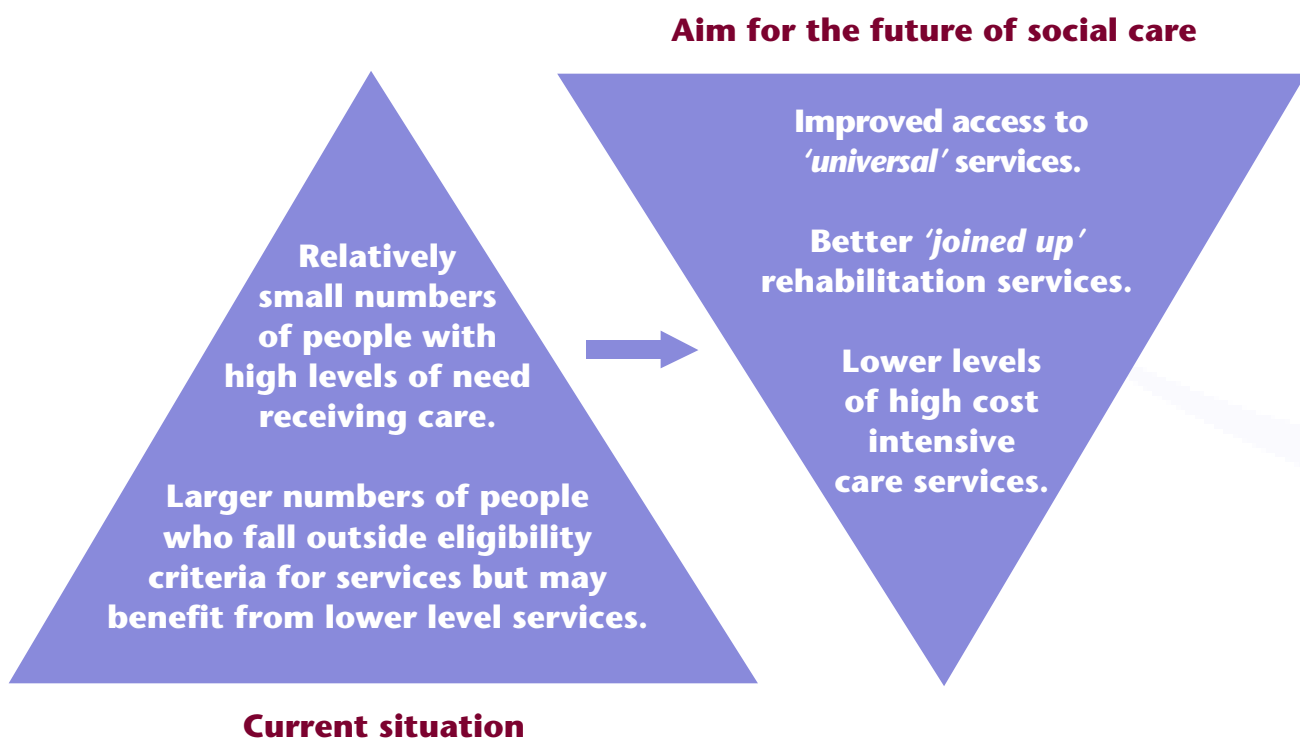 Aim for the future of social care
Relatively
small numbers
of people with
high levels of need
receiving care.
Larger numbers of people
who fall outside eligibility
criteria for services but may
benefit from lower level services.
Current situation
Improved access to
‘universal’ services.
Better ‘joined up’
rehabilitation services.
Lower levels
of high cost
intensive
care services.